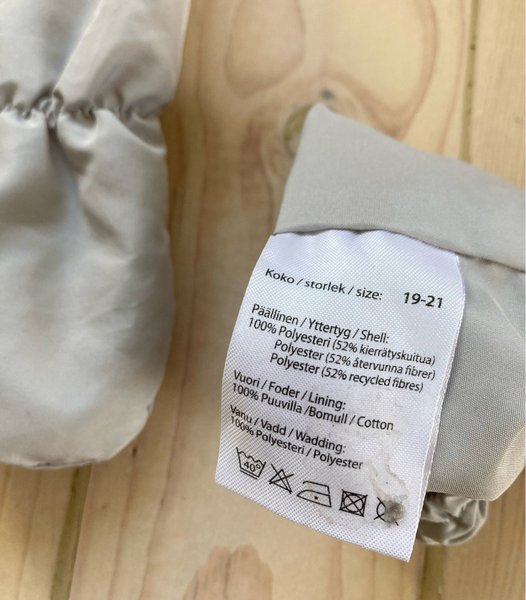 Koko / storlek / size: 19-21
Päällinen / Yttertyg / Shell:
100% Polyesteri (52% kierrätyskuitua)
Polyester (52% återvunna fibrer)
Polyester (52% recycled fibres)
Vuori / Foder / Lining:
100% Puuvilla /Bomull / Cotton
Vanu / Vadd / Wadding:
100% Polyesteri / Polyester
40°